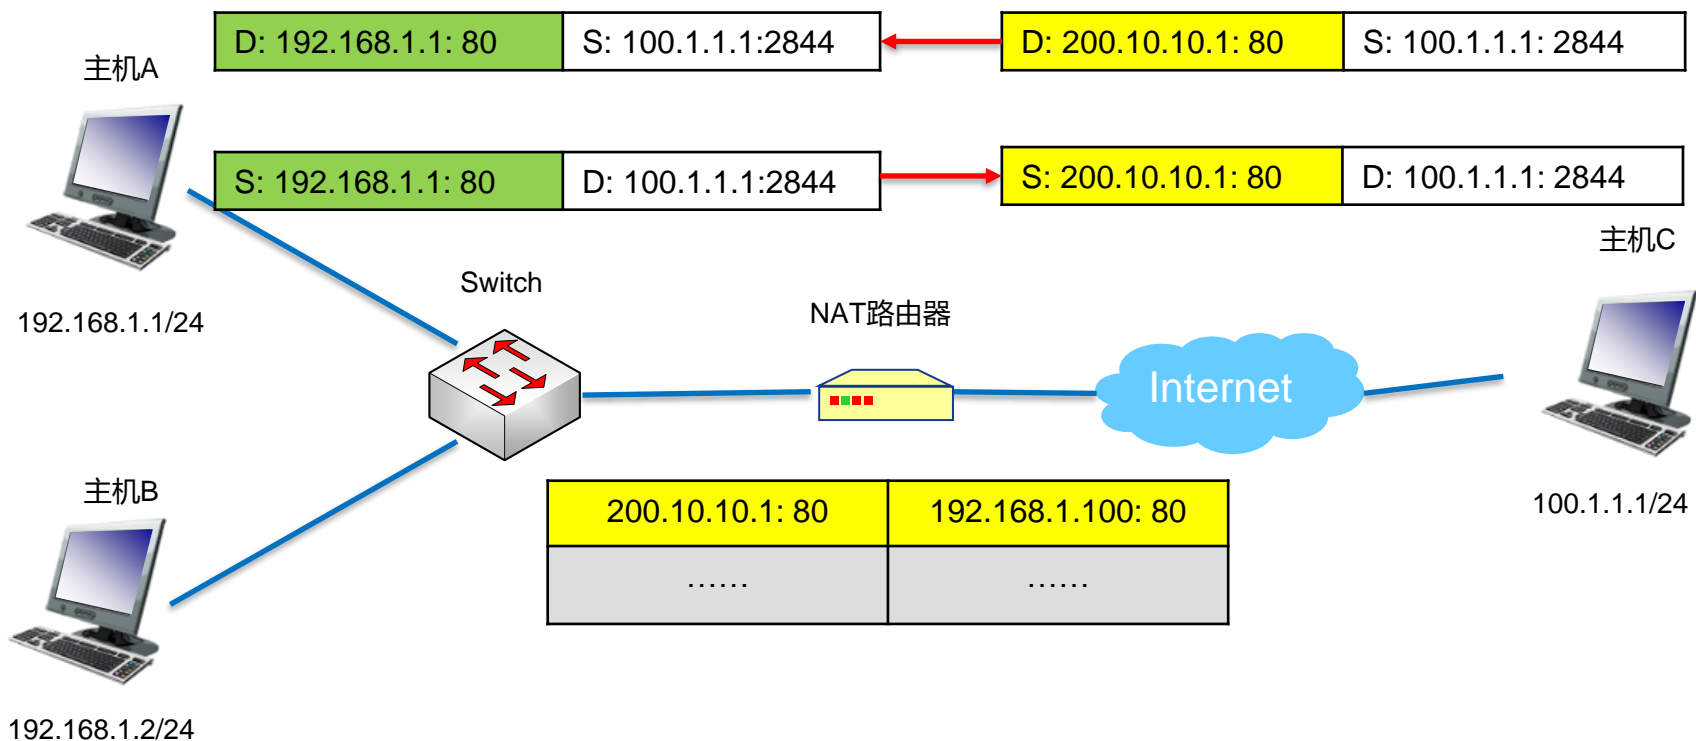 D: 192.168.1.1: 80
S: 100.1.1.1:2844
D: 200.10.10.1: 80
S: 100.1.1.1: 2844
主机A
S: 192.168.1.1: 80
D: 100.1.1.1:2844
S: 200.10.10.1: 80
D: 100.1.1.1: 2844
主机C
Switch
192.168.1.1/24
NAT路由器
Internet
主机B
200.10.10.1: 80
192.168.1.100: 80
100.1.1.1/24
……
……
192.168.1.2/24